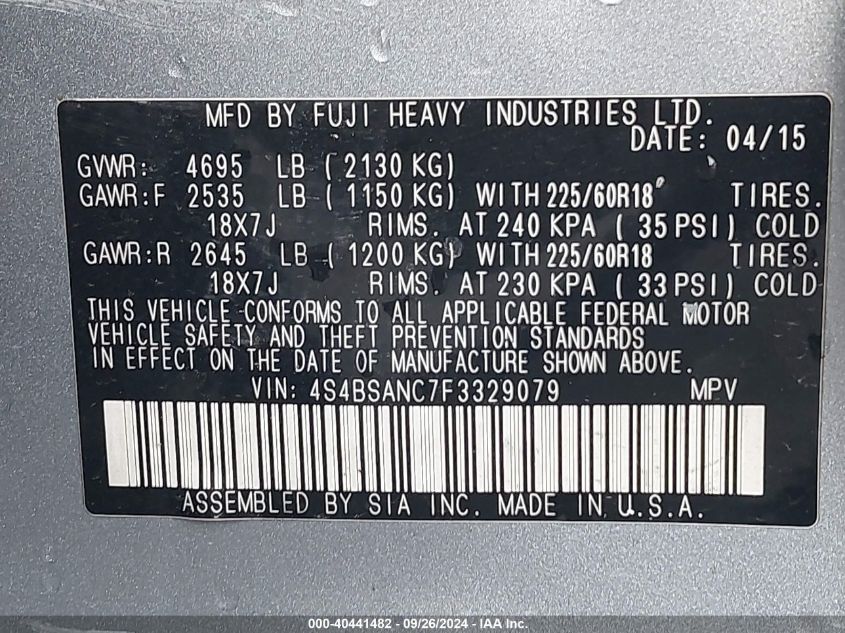 MFD BY FUJI HEAVY INDUSTRIES LTD.
DATE: 04/15
GVWR: 4695 LB ( 2130 KG)
GAWR:F 2535 LB ( 1150 KG) WITH 225/60R18 TIRES.
18X7J RIMS. AT 240 KPA ( 35 PSI) COLD
GAWR:R 2645 LB ( 1200 KG) WITH 225/60R18 TIRES.
18X7J RIMS. AT 230 KPA ( 33 PSI) COLD
THIS VEHICLE CONFORMS TO ALL APPLICABLE FEDERAL MOTOR
VEHICLE SAFETY AND THEFT PREVENTION STANDARDS
IN EFFECT ON THE DATE OF MANUFACTURE SHOWN ABOVE.
VIN: 4S4BSANC7F3329079 MPV
ASSEMBLED BY SIA INC. MADE IN U.S.A.
000-40441482 - 09/26/2024 - IAA Inc.